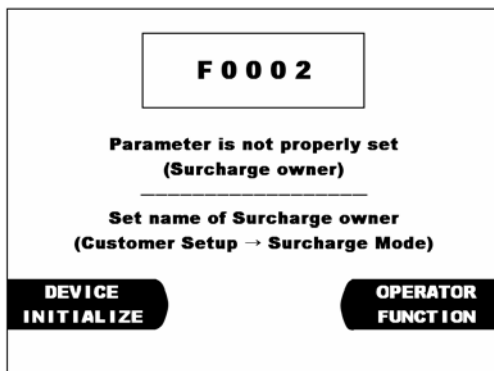 F0002
Parameter is not properly set
(Surcharge owner)
Set name of Surcharge owner
(Customer Setup → Surcharge Mode)
DEVICE
INITIALIZE
OPERATOR
FUNCTION